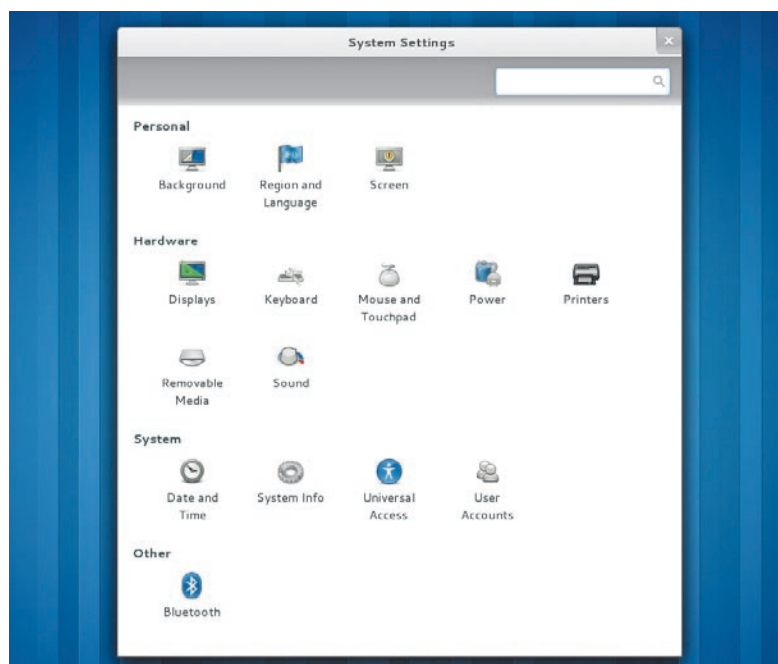 System Settings
Personal
Background
Region and
Language
Screen
Hardware
Displays
Keyboard
Mouse and
Touchpad
Power
Printers
Removable
Media
Sound
System
Date and
Time
System Info
Universal
Access
User
Accounts
Other
Bluetooth